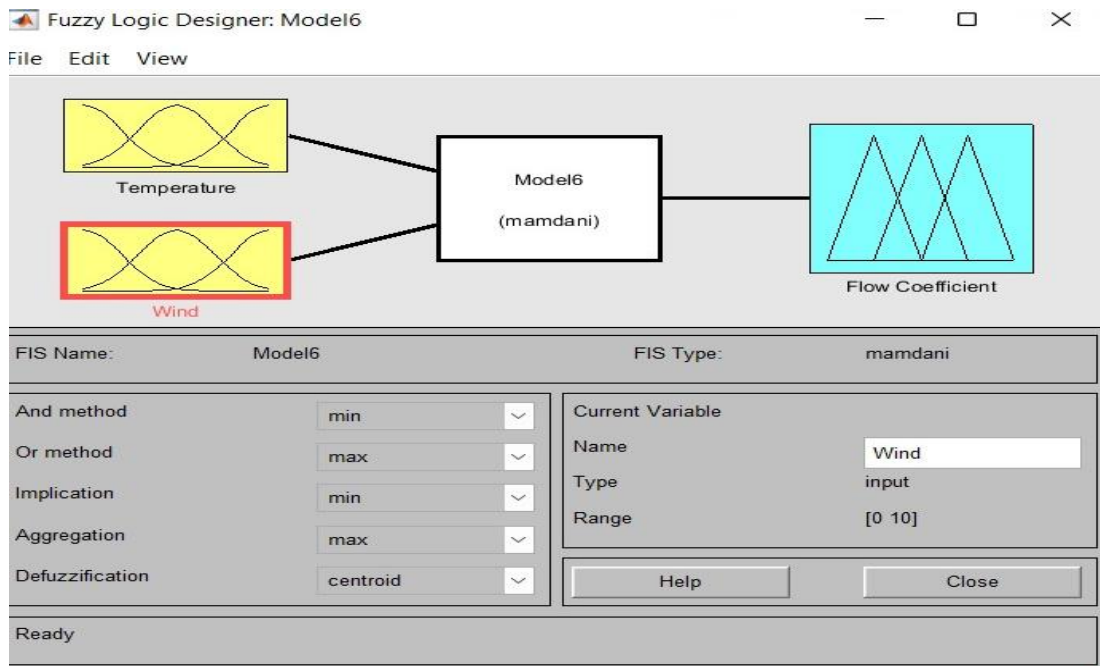 Fuzzy Logic Designer: Model6
File Edit View
Temperature
Wind
Model6
(mamdani)
Flow Coefficient
FIS Name: Model6 FIS Type: mamdani
And method min
Or method max
Implication min
Aggregation max
Defuzzification centroid
Current Variable
Name Wind
Type input
Range [0 10]
Help Close
Ready